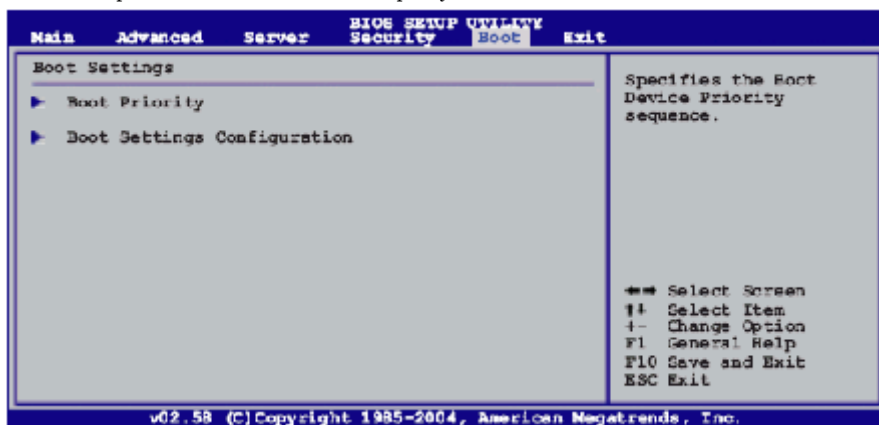 BIOS SETUP UTILITY
Main Advanced Server Security Boot Exit
Boot Settings
Boot Priority
Boot Settings Configuration
Specifies the Boot
Device Priority
sequence.
←→ Select Screen
↑↓ Select Item
+- Change Option
F1 General Help
F10 Save and Exit
ESC Exit
v02.58 (C)Copyright 1985-2004, American Megatrends, Inc.